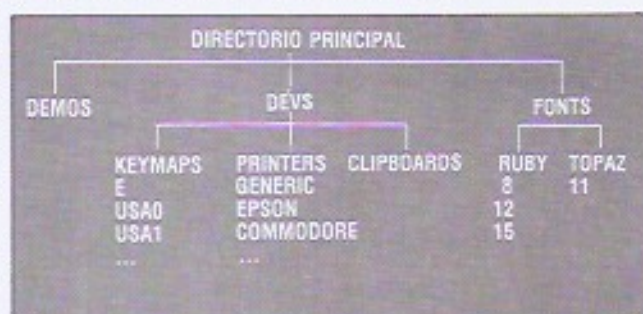 DIRECTORIO PRINCIPAL
DEMOS DEVS FONTS
KEYMAPS PRINTERS CLIPBOARDS RUBY TOPAZ
E GENERIC 8 11
USA0 EPSON 12
USA1 COMMODORE 15
... ...